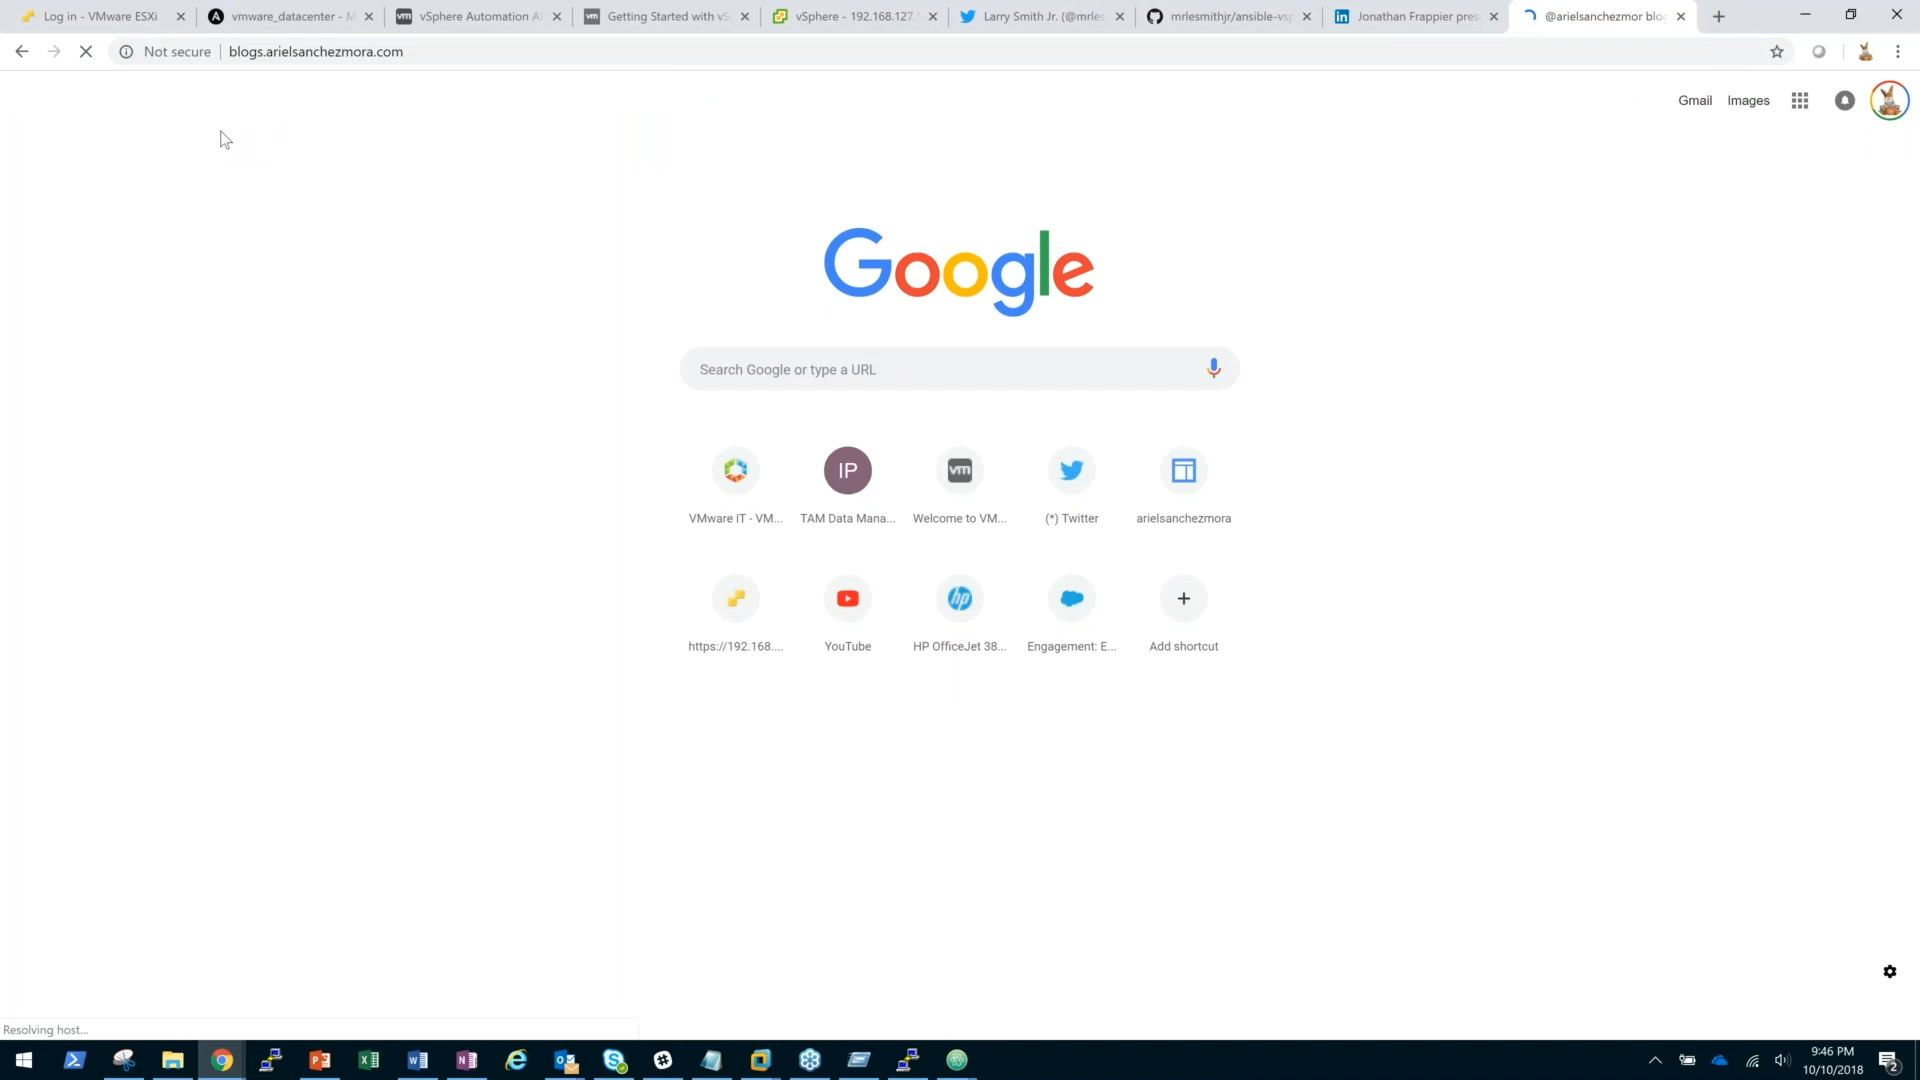 Log in - VMware ESXi
vmware_datacenter - M
vSphere Automation A
Getting Started with vS
vSphere - 192.168.127.
Larry Smith Jr. (@mrles
mrlesmithjr/ansible-vsp
Jonathan Frappier pres
@arielsanchezmor blo
Not secure
blogs.arielsanchezmora.com
Gmail
Images
Google
Search Google or type a URL
IP
vm
VMware IT - VM...
TAM Data Mana...
Welcome to VM...
(*) Twitter
arielsanchezmora
hp
https://192.168....
YouTube
HP OfficeJet 38...
Engagement: E...
Add shortcut
Resolving host...
9:46 PM
10/10/2018
2